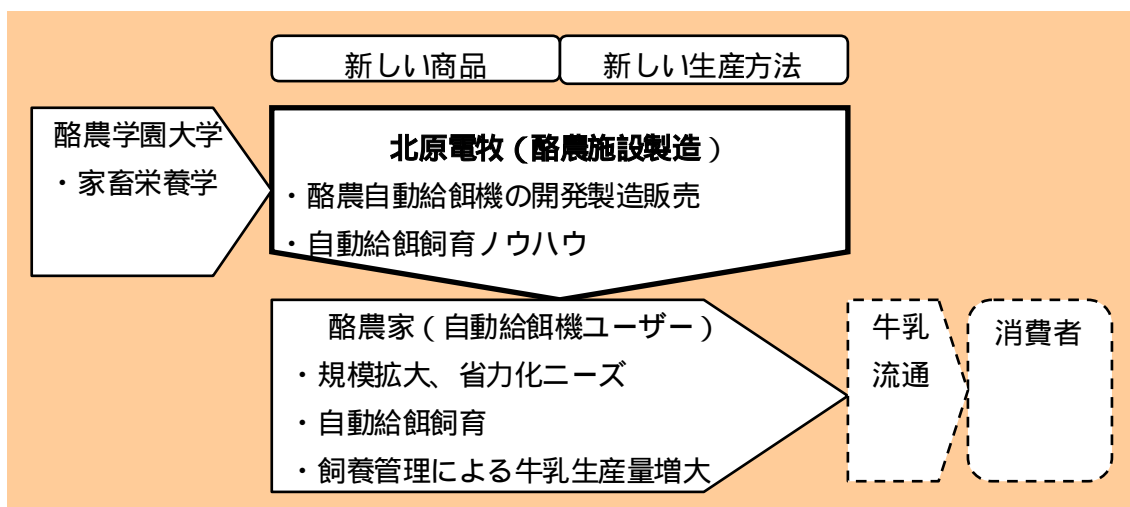 新しい商品
新しい生産方法
酪農学園大学
・家畜栄養学
北原電牧（酪農施設製造）
・酪農自動給餌機の開発製造販売
・自動給餌飼育ノウハウ
酪農家（自動給餌機ユーザー）
・規模拡大、省力化ニーズ
・自動給餌飼育
・飼養管理による牛乳生産量増大
牛乳
流通
消費者